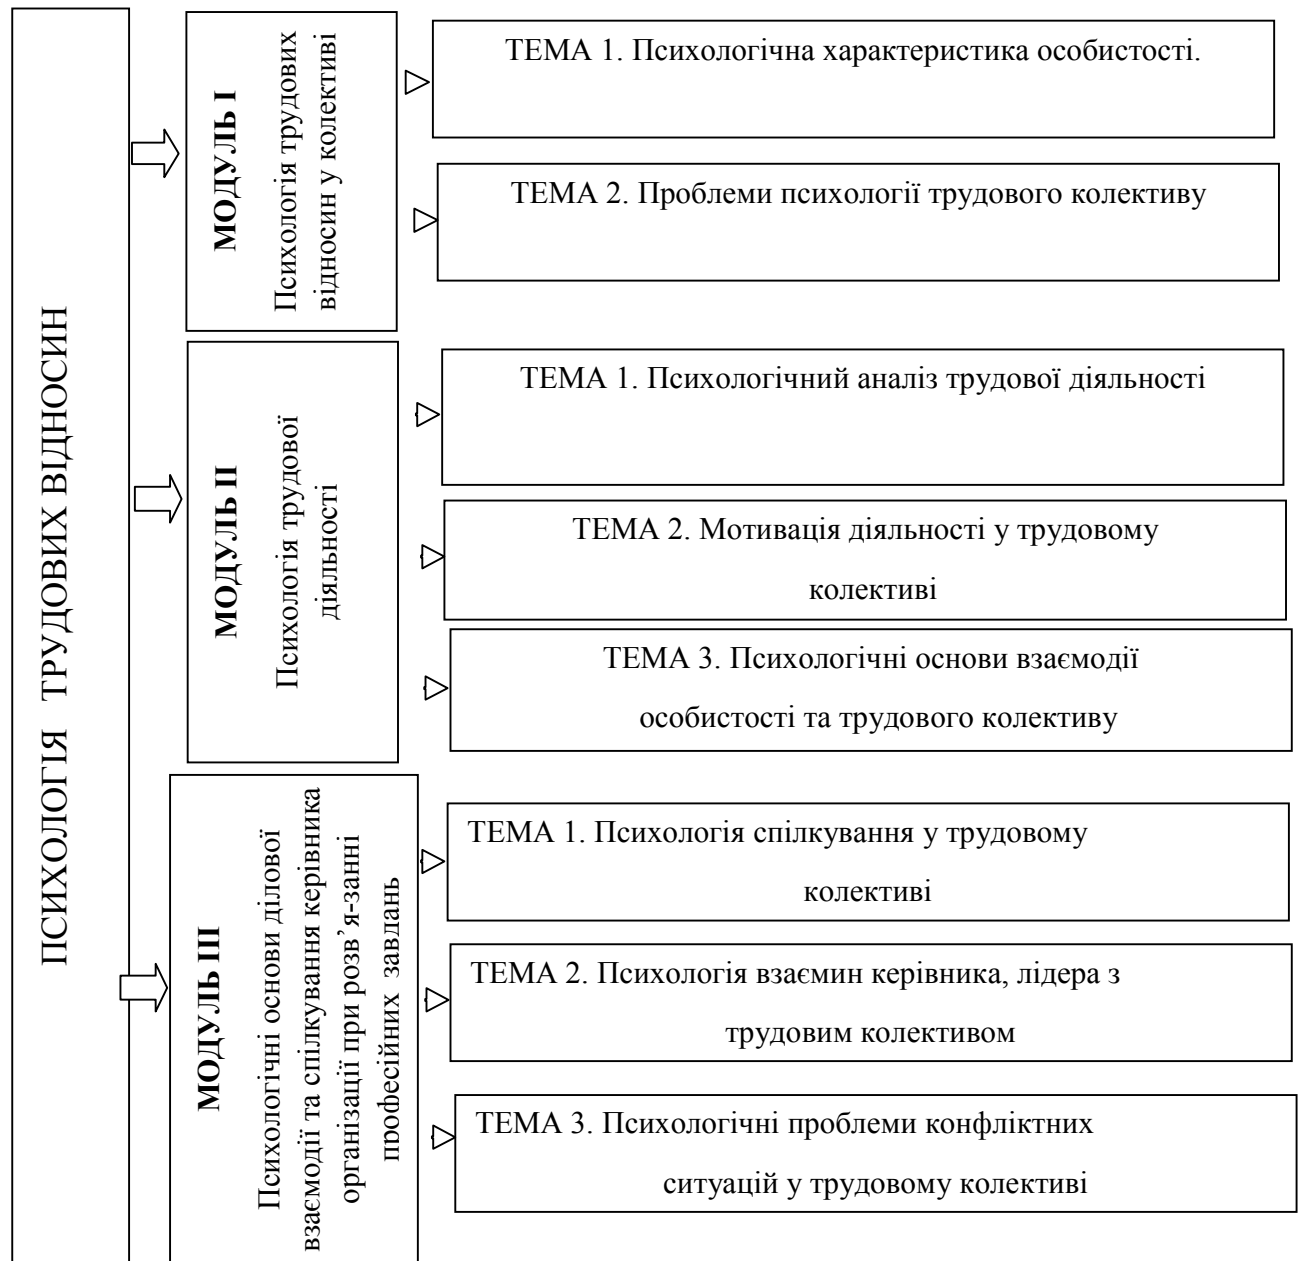 ПСИХОЛОГІЯ ТРУДОВИХ ВІДНОСИН
МОДУЛЬ І
Психологія трудових
відносин у колективі
ТЕМА 1. Психологічна характеристика особистості.
ТЕМА 2. Проблеми психології трудового колективу
МОДУЛЬ ІІ
Психологія трудової
діяльності
ТЕМА 1. Психологічний аналіз трудової діяльності
ТЕМА 2. Мотивація діяльності у трудовому
колективі
ТЕМА 3. Психологічні основи взаємодії
особистості та трудового колективу
МОДУЛЬ ІІІ
Психологічні основи ділової
взаємодії та спілкування керівника
організації при розв’я-занні
професійних завдань
ТЕМА 1. Психологія спілкування у трудовому
колективі
ТЕМА 2. Психологія взаємин керівника, лідера з
трудовим колективом
ТЕМА 3. Психологічні проблеми конфліктних
ситуацій у трудовому колективі